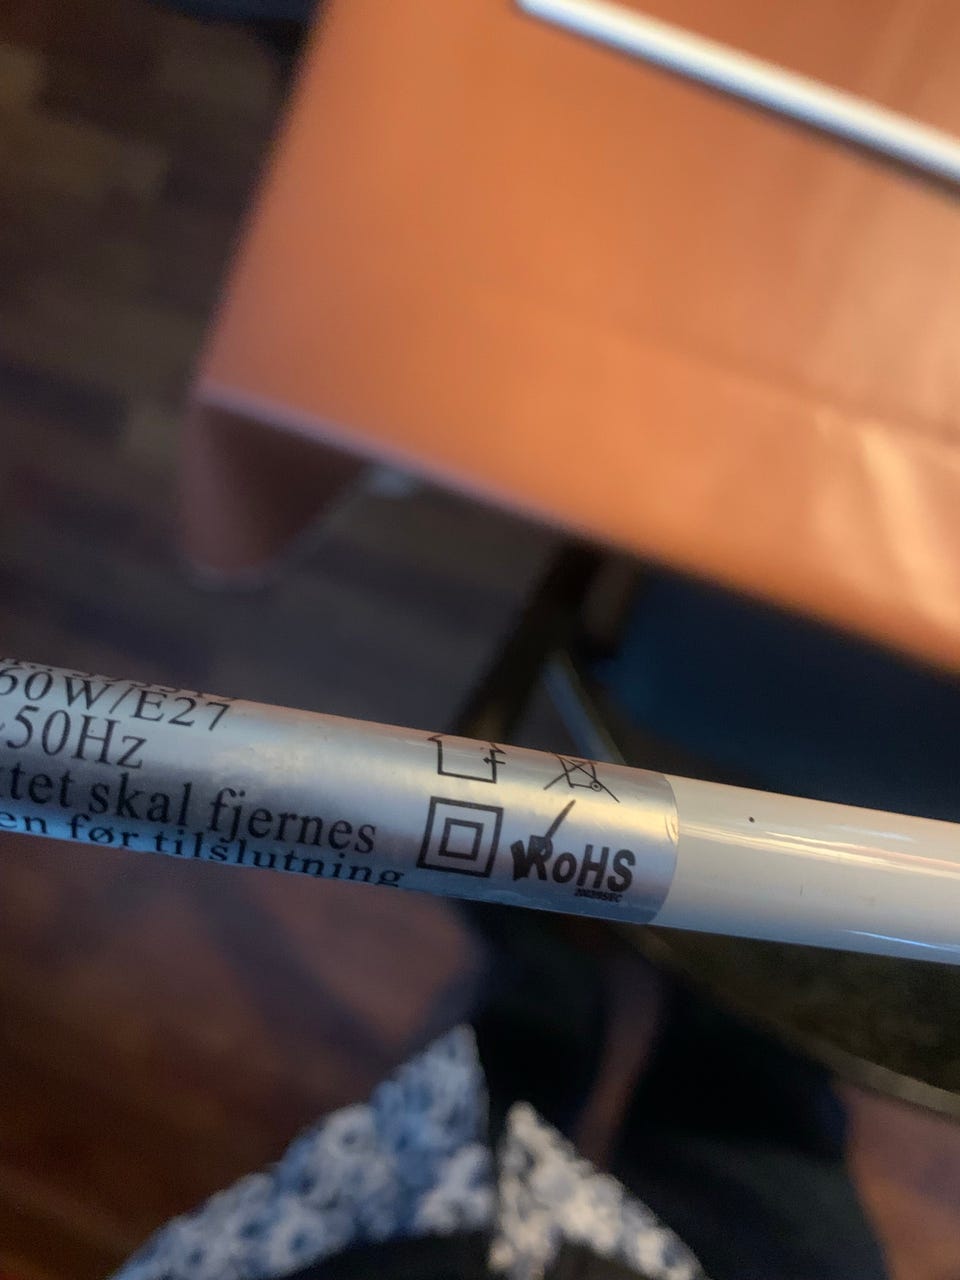 60W/E27
50Hz
tet skal fjernes
en før tilslutning
RoHS